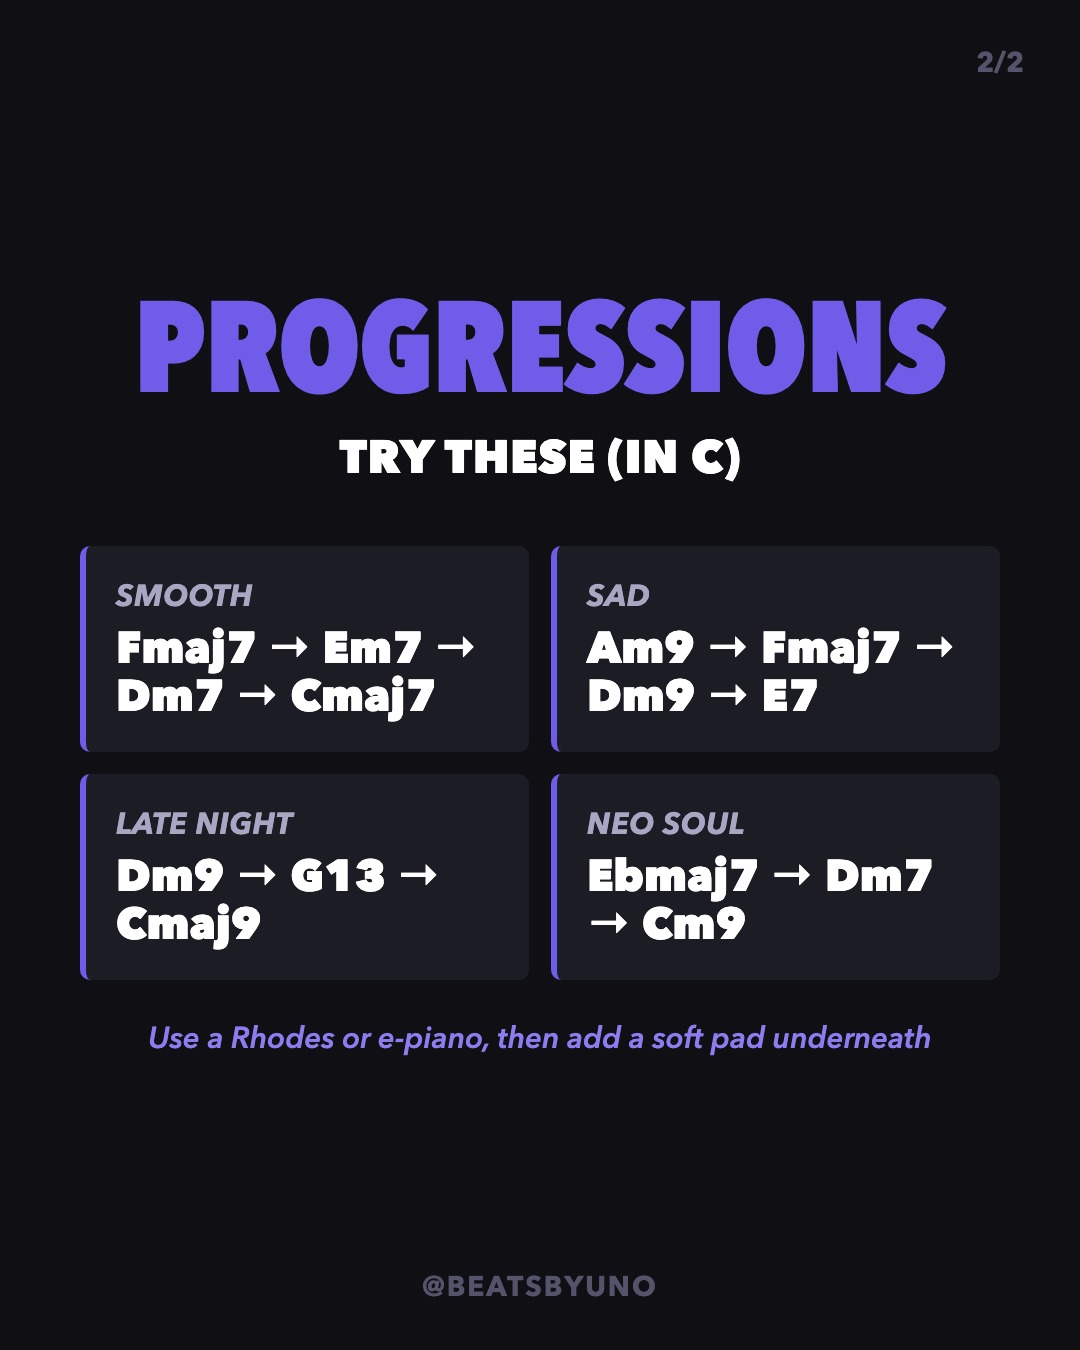 2/2
PROGRESSIONS
TRY THESE (IN C)
SMOOTH
Fmaj7 → Em7 →
Dm7 → Cmaj7
SAD
Am9 → Fmaj7 →
Dm9 → E7
LATE NIGHT
Dm9 → G13 →
Cmaj9
NEO SOUL
Ebmaj7 → Dm7
→ Cm9
Use a Rhodes or e-piano, then add a soft pad underneath
@BEATSBYUNO